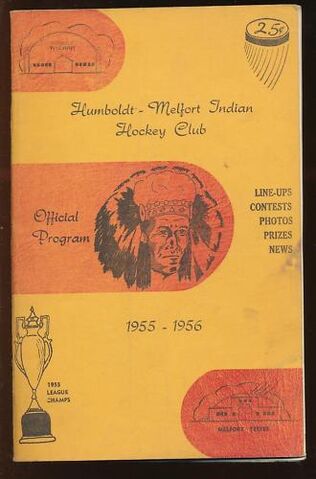 25¢
Humboldt - Melfort Indian
Hockey Club
Official
Program
LINE-UPS
CONTESTS
PHOTOS
PRIZES
NEWS
1955 - 1956
1955
LEAGUE
CHAMPS
MELFORT